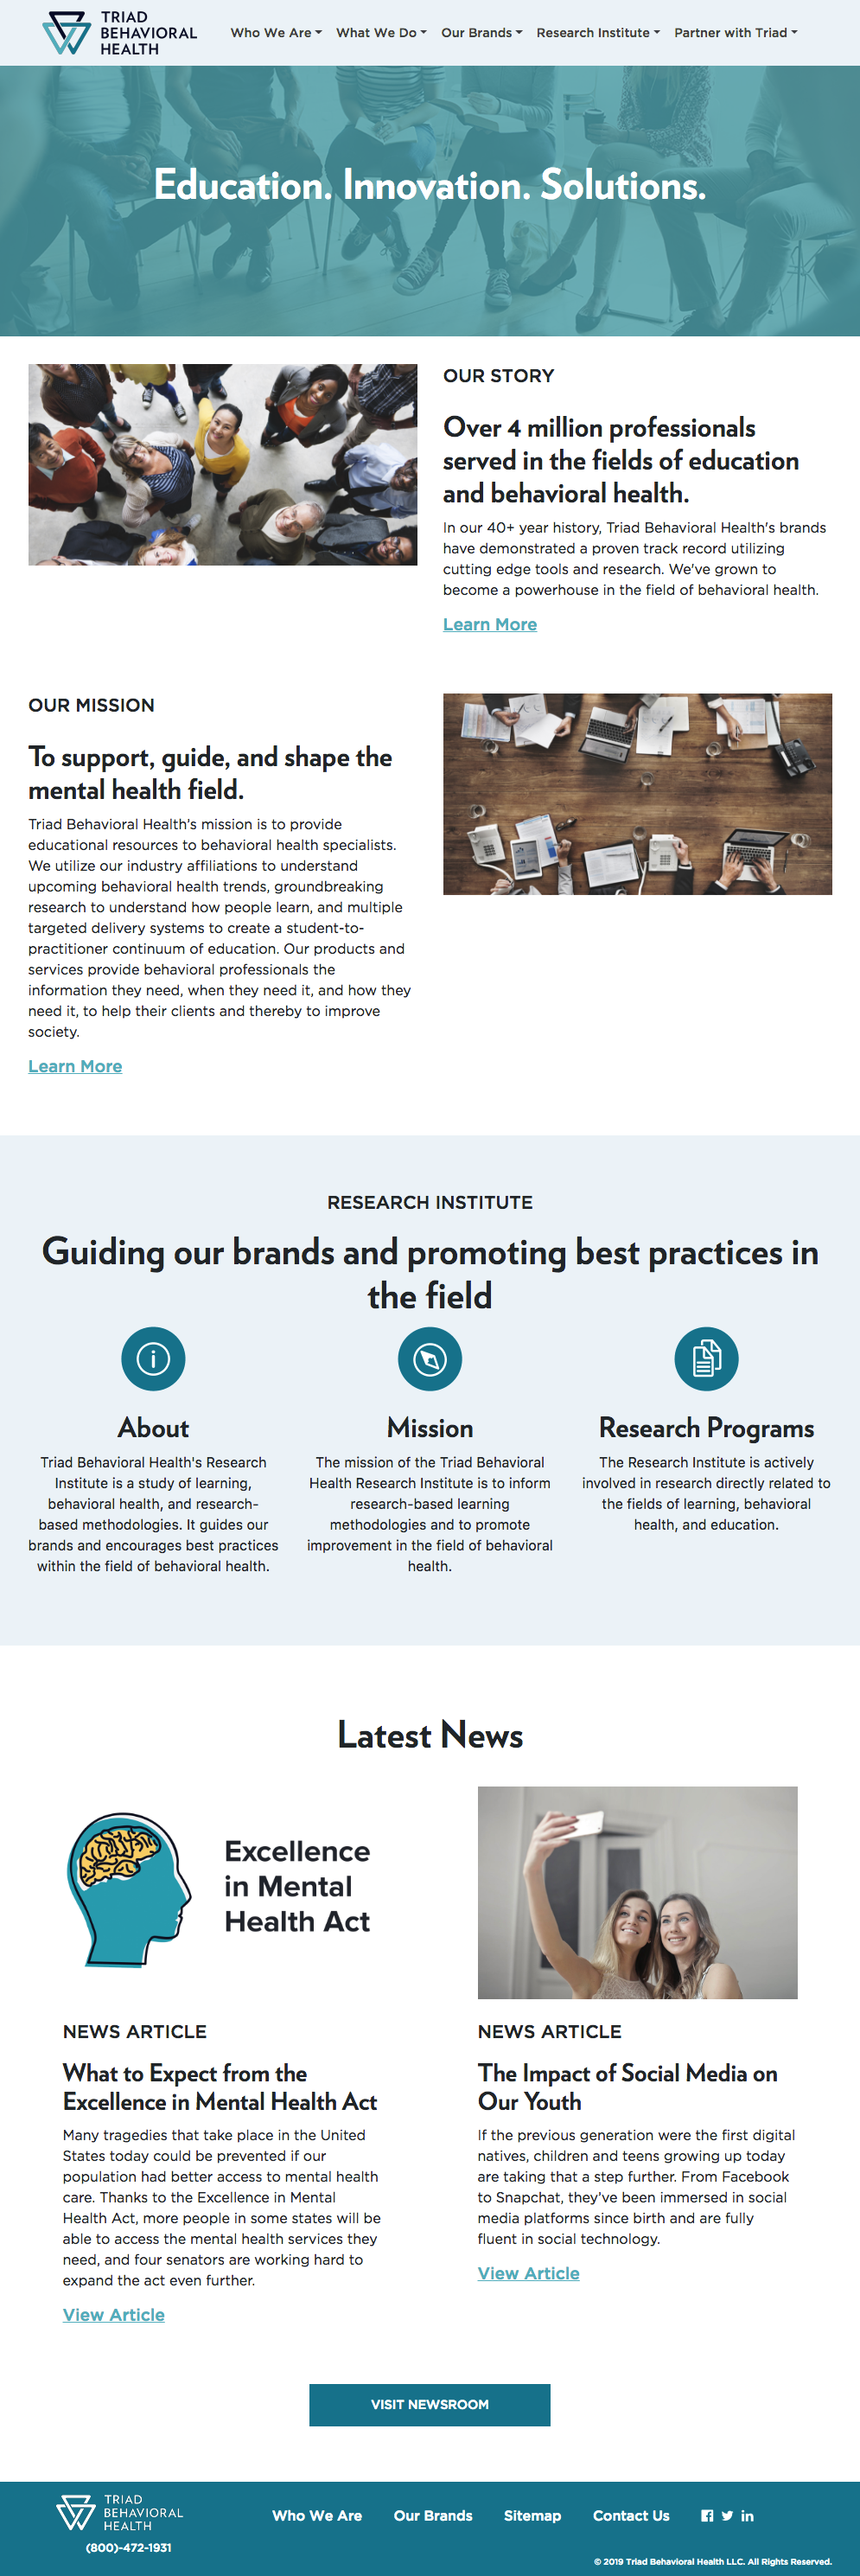 TRIAD
BEHAVIORAL
HEALTH
Who We Are
What We Do
Our Brands
Research Institute
Partner with Triad
Education. Innovation. Solutions.
OUR STORY
Over 4 million professionals
served in the fields of education
and behavioral health.
In our 40+ year history, Triad Behavioral Health's brands
have demonstrated a proven track record utilizing
cutting edge tools and research. We've grown to
become a powerhouse in the field of behavioral health.
Learn More
OUR MISSION
To support, guide, and shape the
mental health field.
Triad Behavioral Health's mission is to provide
educational resources to behavioral health specialists.
We utilize our industry affiliations to understand
upcoming behavioral health trends, groundbreaking
research to understand how people learn, and multiple
targeted delivery systems to create a student-to-
practitioner continuum of education. Our products and
services provide behavioral professionals the
information they need, when they need it, and how they
need it, to help their clients and thereby to improve
society.
Learn More
RESEARCH INSTITUTE
Guiding our brands and promoting best practices in
the field
About
Triad Behavioral Health's Research
Institute is a study of learning,
behavioral health, and research-
based methodologies. It guides our
brands and encourages best practices
within the field of behavioral health.
Mission
The mission of the Triad Behavioral
Health Research Institute is to inform
research-based learning
methodologies and to promote
improvement in the field of behavioral
health.
Research Programs
The Research Institute is actively
involved in research directly related to
the fields of learning, behavioral
health, and education.
Latest News
Excellence
in Mental
Health Act
NEWS ARTICLE
What to Expect from the
Excellence in Mental Health Act
Many tragedies that take place in the United
States today could be prevented if our
population had better access to mental health
care. Thanks to the Excellence in Mental
Health Act, more people in some states will be
able to access the mental health services they
need, and four senators are working hard to
expand the act even further.
View Article
NEWS ARTICLE
The Impact of Social Media on
Our Youth
If the previous generation were the first digital
natives, children and teens growing up today
are taking that a step further. From Facebook
to Snapchat, they've been immersed in social
media platforms since birth and are fully
fluent in social technology.
View Article
VISIT NEWSROOM
TRIAD
BEHAVIORAL
HEALTH
(800)-472-1931
Who We Are
Our Brands
Sitemap
Contact Us
© 2019 Triad Behavioral Health LLC. All Rights Reserved.